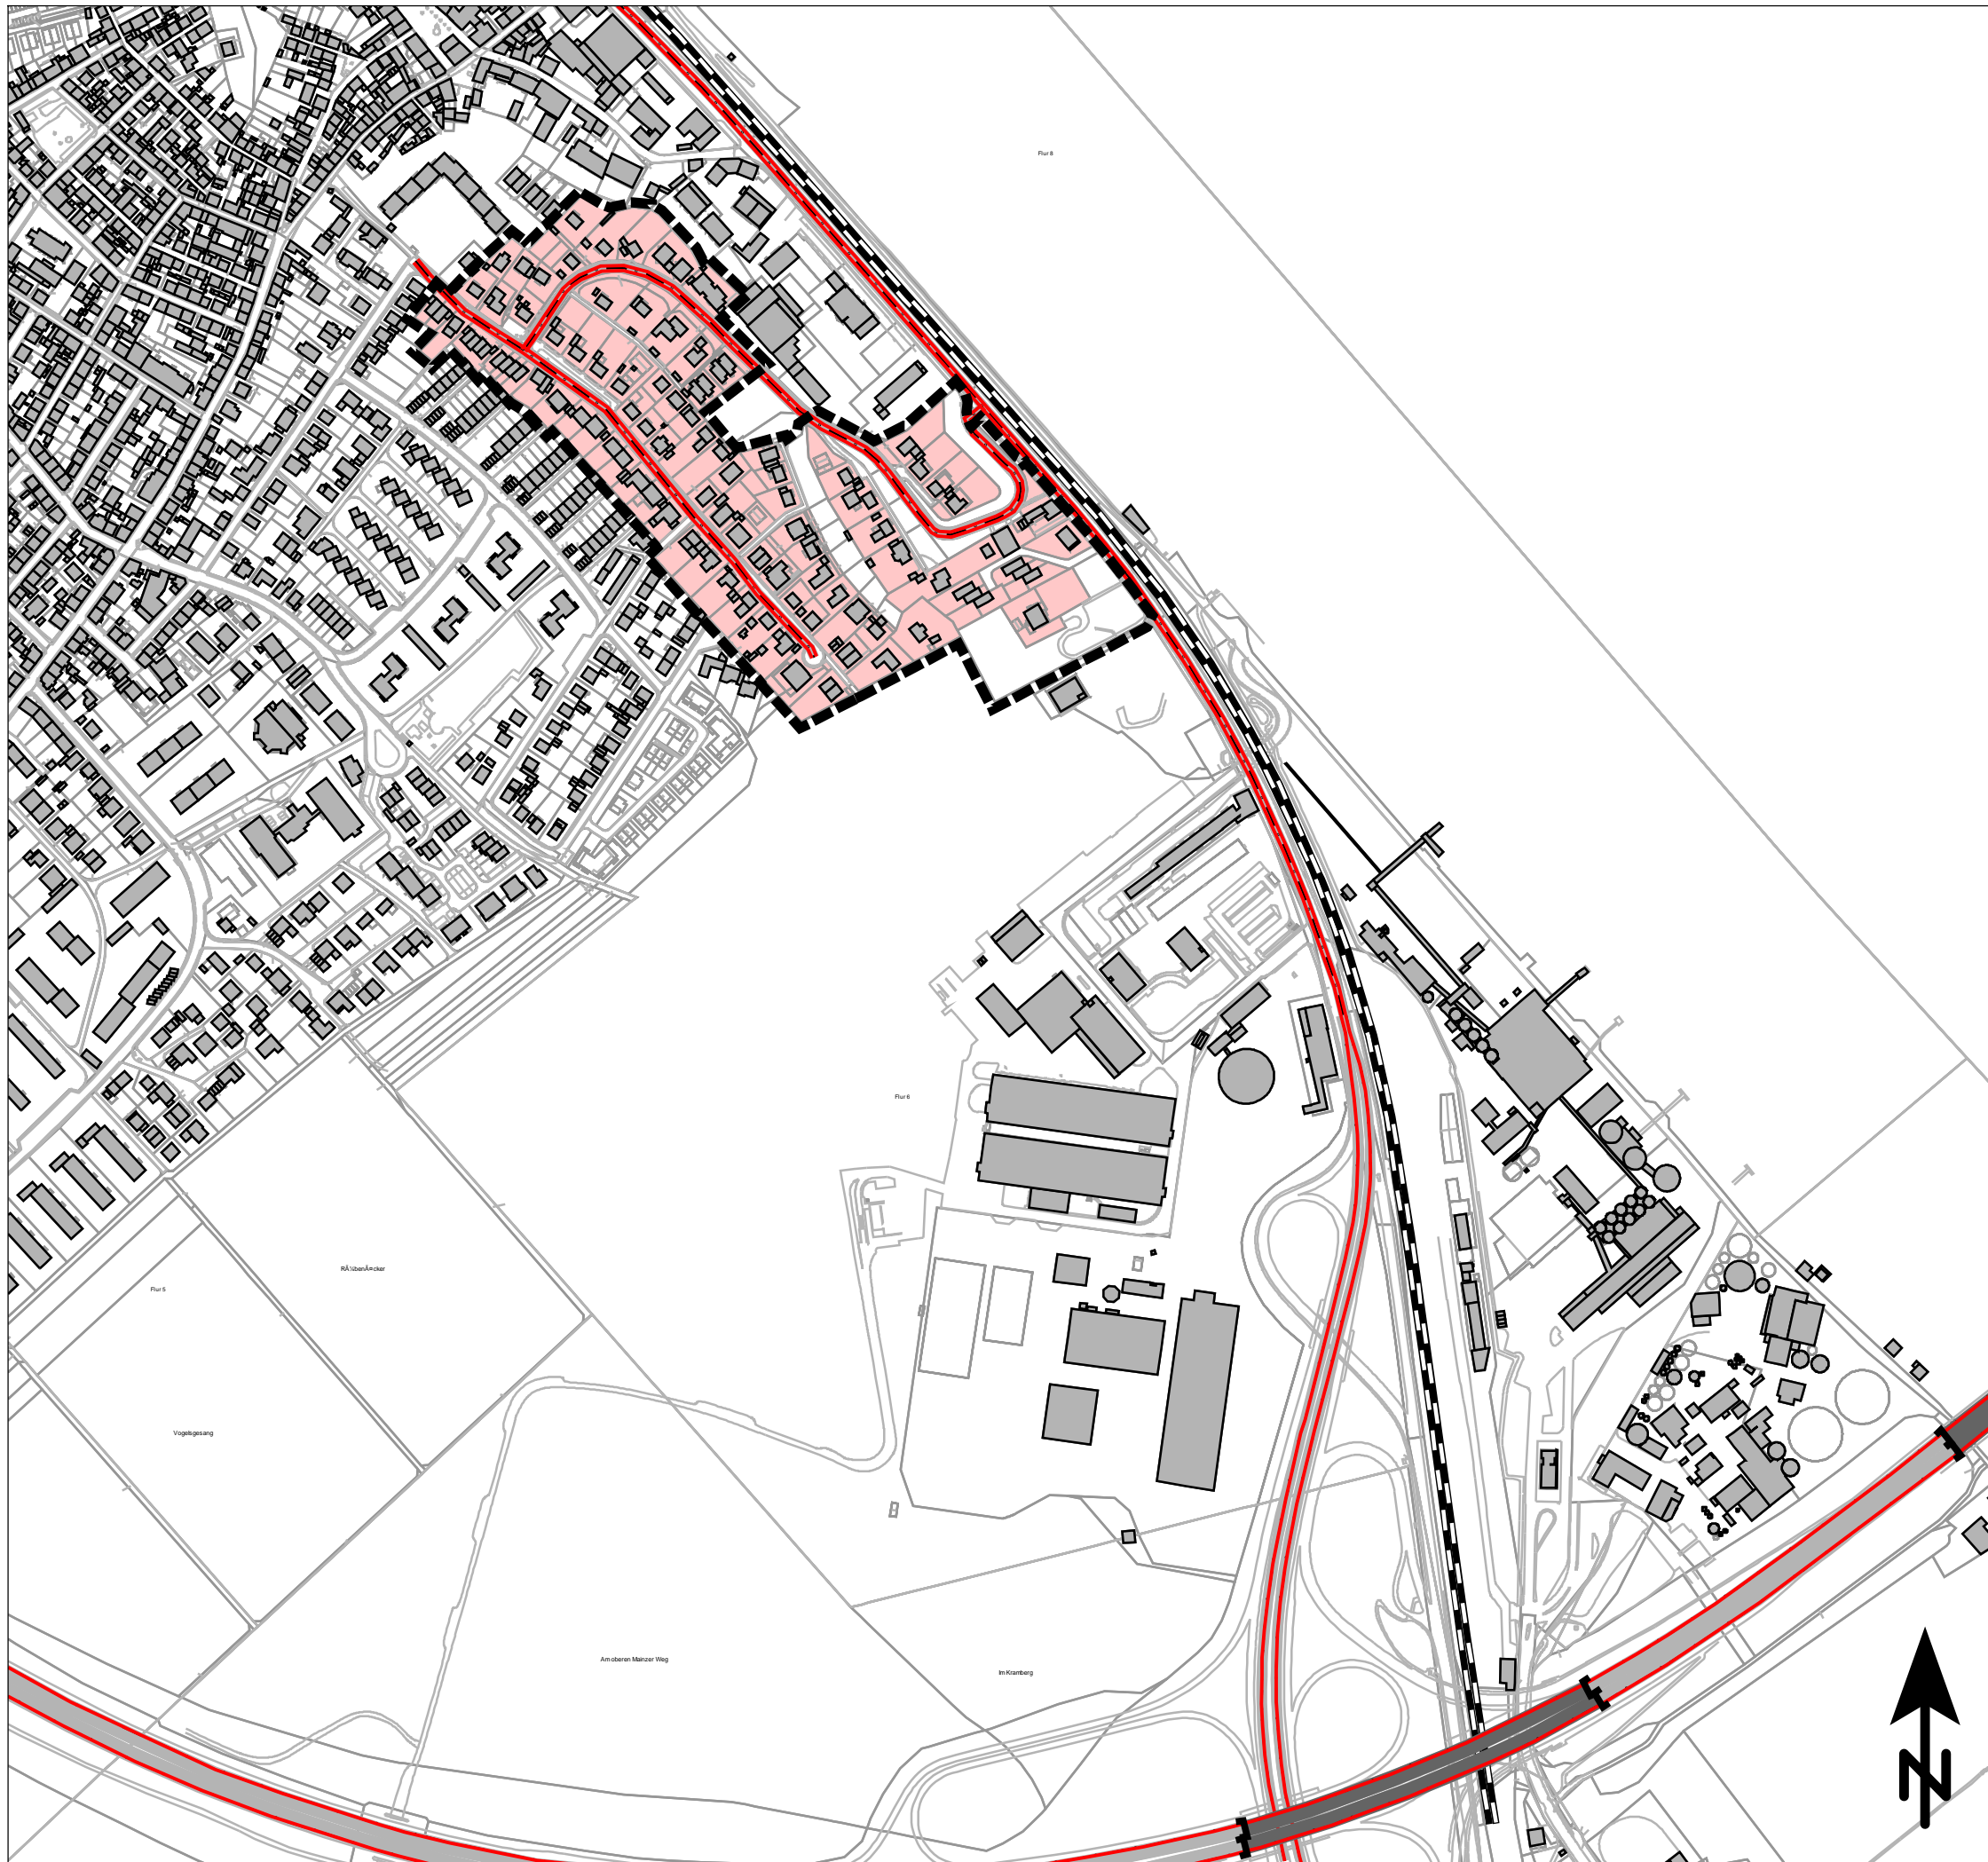 Flur 8
Flur 6
RÃ¼benÃ¤cker
Flur 5
Vogelsgesang
Am oberen Mainzer Weg
Im Kramberg
N